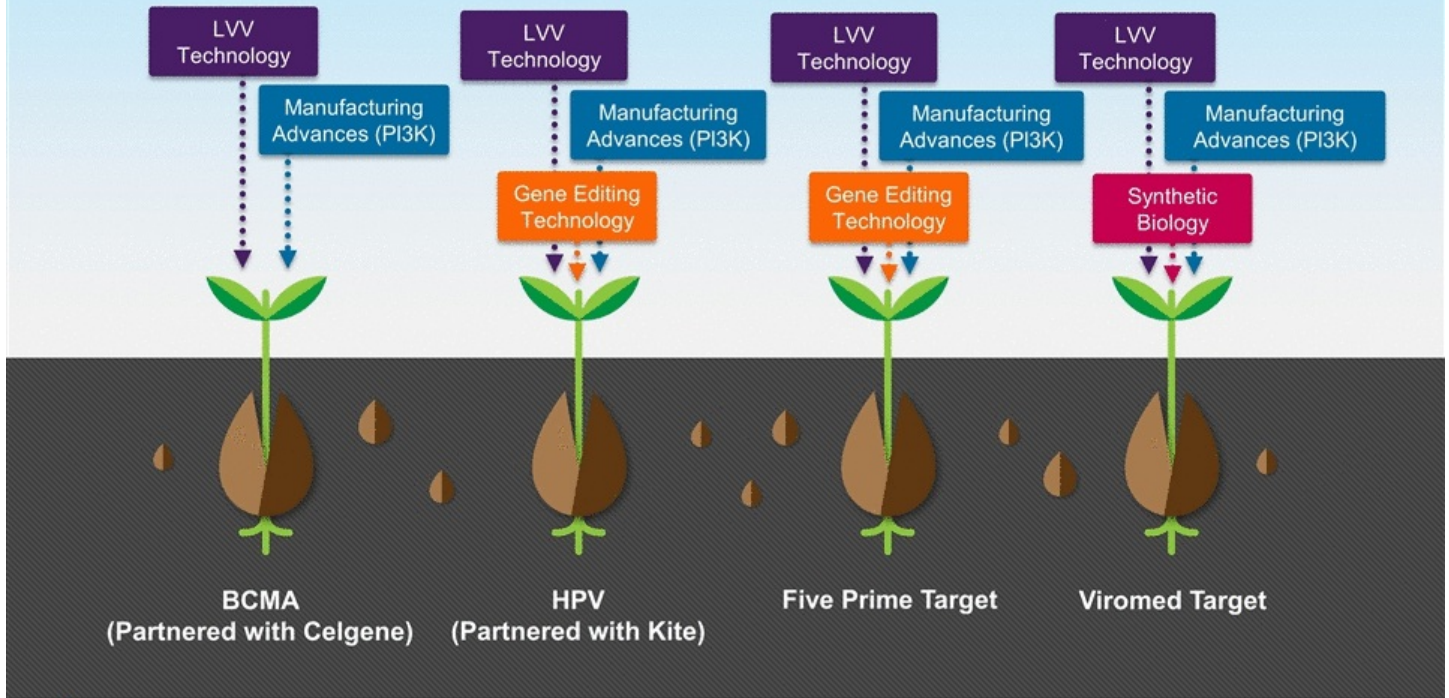 LVV
Technology
Manufacturing
Advances (PI3K)
LVV
Technology
Manufacturing
Advances (PI3K)
Gene Editing
Technology
LVV
Technology
Manufacturing
Advances (PI3K)
Gene Editing
Technology
LVV
Technology
Manufacturing
Advances (PI3K)
Synthetic
Biology
BCMA
(Partnered with Celgene)
HPV
(Partnered with Kite)
Five Prime Target
Viromed Target